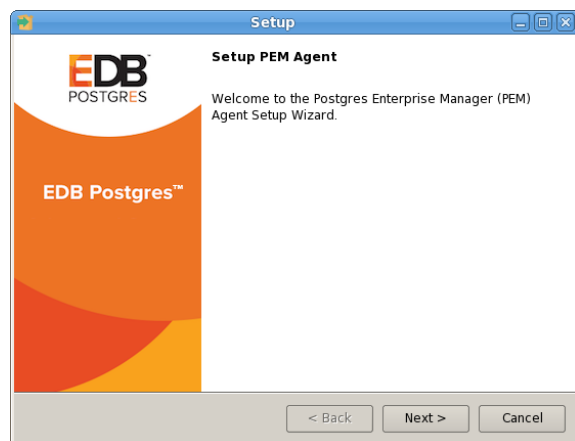 Setup
EDB
POSTGRES
EDB Postgres™
Setup PEM Agent
Welcome to the Postgres Enterprise Manager (PEM)
Agent Setup Wizard.
< Back
Next >
Cancel